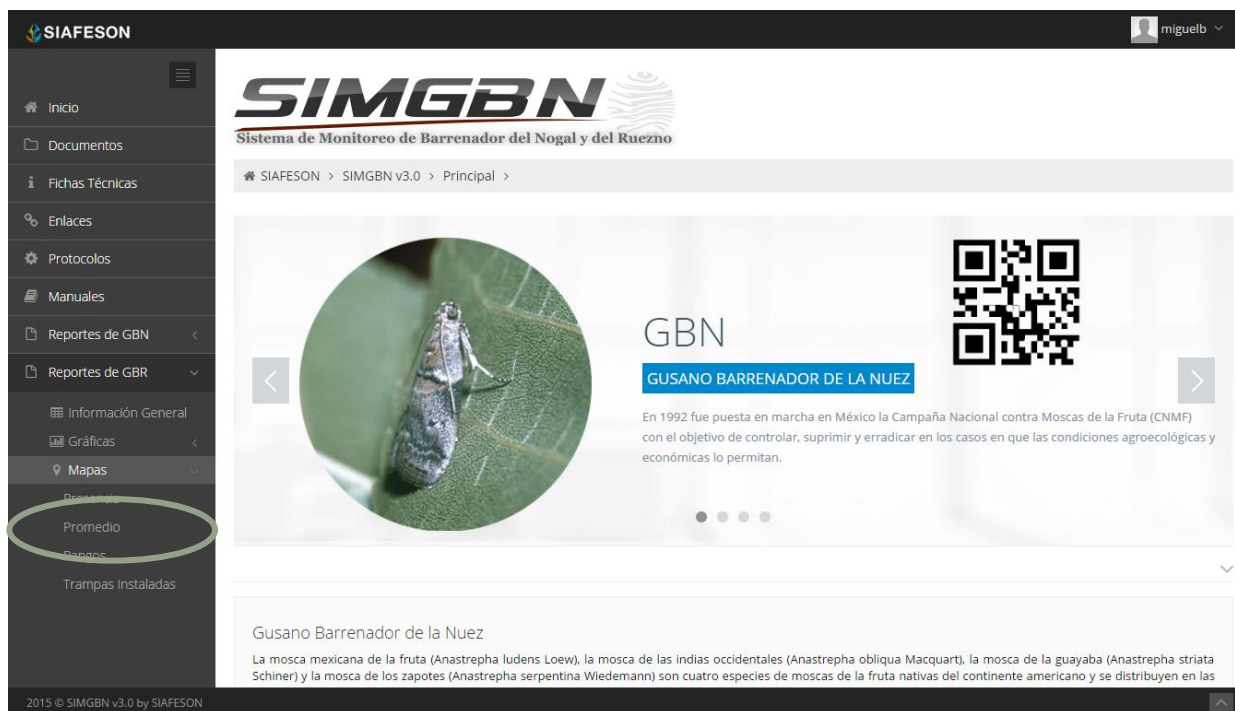 SIAFESON
miguelb
Inicio
Documentos
Fichas Técnicas
Enlaces
Protocolos
Manuales
Reportes de GBN
Reportes de GBR
Información General
Gráficas
Mapas
Presencia
Promedio
Rangos
Trampas Instaladas
2015 © SIMGBN v3.0 by SIAFESON
SIMGBN
Sistema de Monitoreo de Barrenador del Nogal y del Ruezno
SIAFESON > SIMGBN v3.0 > Principal >
GBN
GUSANO BARRENADOR DE LA NUEZ
En 1992 fue puesta en marcha en México la Campaña Nacional contra Moscas de la Fruta (CNMF)
con el objetivo de controlar, suprimir y erradicar en los casos en que las condiciones agroecológicas y
económicas lo permitan.
Gusano Barrenador de la Nuez
La mosca mexicana de la fruta (Anastrepha ludens Loew), la mosca de las indias occidentales (Anastrepha obliqua Macquart), la mosca de la guayaba (Anastrepha striata
Schiner) y la mosca de los zapotes (Anastrepha serpentina Wiedemann) son cuatro especies de moscas de la fruta nativas del continente americano y se distribuyen en las